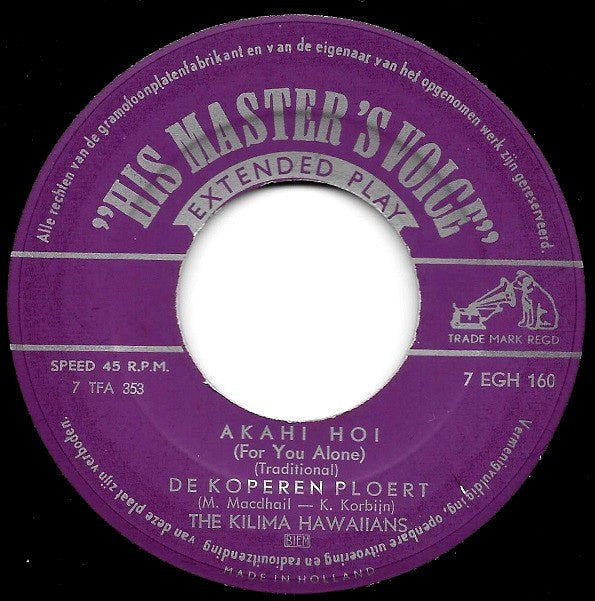 Alle rechten van de gramofoonplatenfabrikant en van de eigenaar van het opgenomen werk zijn gereserveerd.
"HIS MASTER'S VOICE"
EXTENDED PLAY
TRADE MARK REGD
SPEED 45 R.P.M.
7 TFA 353
7 EGH 160
AKAHI HOI
(For You Alone)
(Traditional)
DE KOPEREN PLOERT
(M. Macdhail — K. Korbijn)
THE KILIMA HAWAIIANS
BIEM
Vermenigvuldiging, openbare uitvoering en radiouitzending van deze plaat zijn verboden.
MADE IN HOLLAND